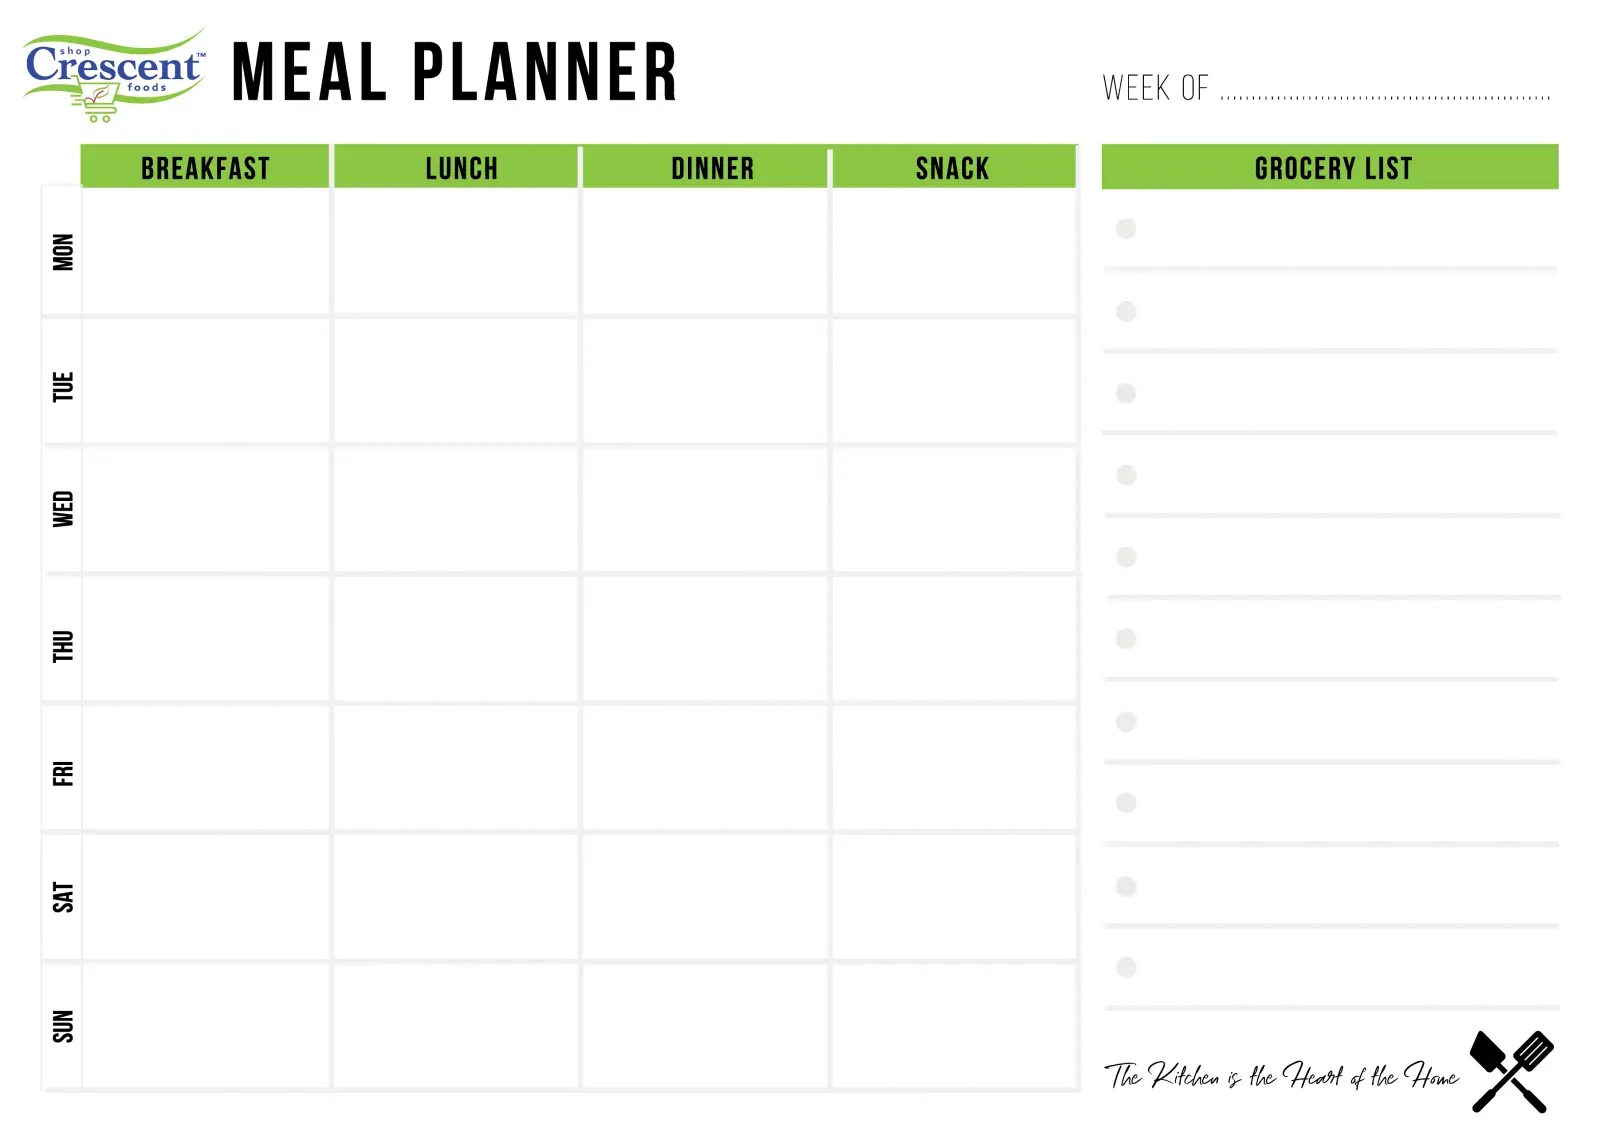 shop
Crescent™
foods
MEAL PLANNER
WEEK OF ....................................................
BREAKFAST LUNCH DINNER SNACK
MON
TUE
WED
THU
FRI
SAT
SUN
GROCERY LIST
The Kitchen is the Heart of the Home